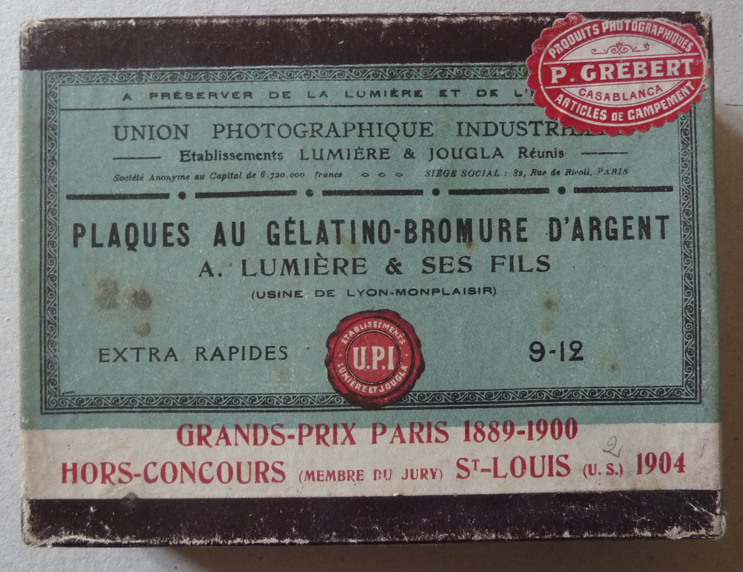 PRODUITS PHOTOGRAPHIQUES
P. GRÉBERT
CASABLANCA
ARTICLES DE CAMPEMENT
A PRÉSERVER DE LA LUMIÈRE ET DE L'
UNION PHOTOGRAPHIQUE
Etablissements LUMIÈRE & JOUGLA Réunis
Société Anonyme au Capital de 6.720.000 francs SIÈGE SOCIAL : 82, Rue de Rivoli, PARIS
PLAQUES AU GÉLATINO-BROMURE D'ARGENT
A. LUMIÈRE & SES FILS
(USINE DE LYON-MONPLAISIR)
EXTRA RAPIDES 9-12
ETABLISSEMENTS
U.P.I
LUMIÈRE ET JOUGLA
GRANDS-PRIX PARIS 1889-1900
2
HORS-CONCOURS (MEMBRE DU JURY) ST-LOUIS (U.S.) 1904